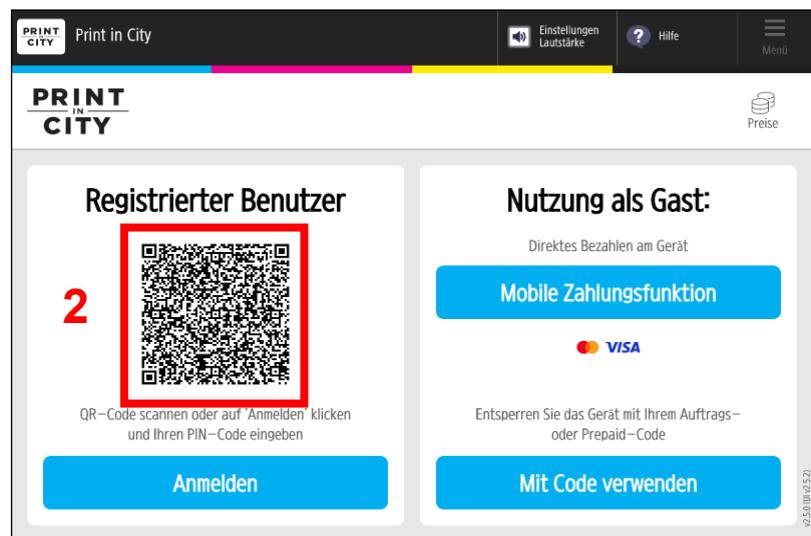 PRINT IN CITY
Print in City
Einstellungen
Lautstärke
?
Hilfe
Menü
PRINT
IN
CITY
Preise
Registrierter Benutzer
2
QR-Code scannen oder auf 'Anmelden' klicken
und Ihren PIN-Code eingeben
Anmelden
Nutzung als Gast:
Direktes Bezahlen am Gerät
Mobile Zahlungsfunktion
VISA
Entsperren Sie das Gerät mit Ihrem Auftrags-
oder Prepaid-Code
Mit Code verwenden
v2.5.0 (UI v2.5.2)